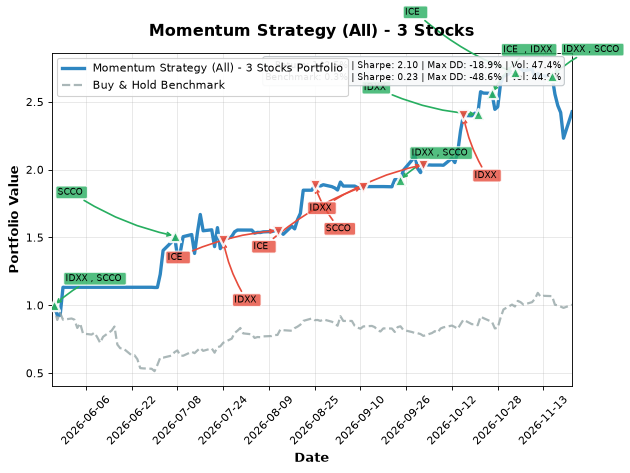 Momentum Strategy (All) - 3 Stocks
ICE
ICE , IDXX
IDXX , SCCO
Momentum Strategy (All) - 3 Stocks Portfolio
Buy & Hold Benchmark
| Sharpe: 2.10 | Max DD: -18.9% | Vol: 47.4%
| Sharpe: 0.23 | Max DD: -48.6% | Vol: 44.9%
IDXX
IDXX , SCCO
IDXX
SCCO
IDXX
SCCO
ICE
ICE
IDXX , SCCO
IDXX
Portfolio Value
2.5
2.0
1.5
1.0
0.5
2026-06-06
2026-06-22
2026-07-08
2026-07-24
2026-08-09
2026-08-25
2026-09-10
2026-09-26
2026-10-12
2026-10-28
2026-11-13
Date